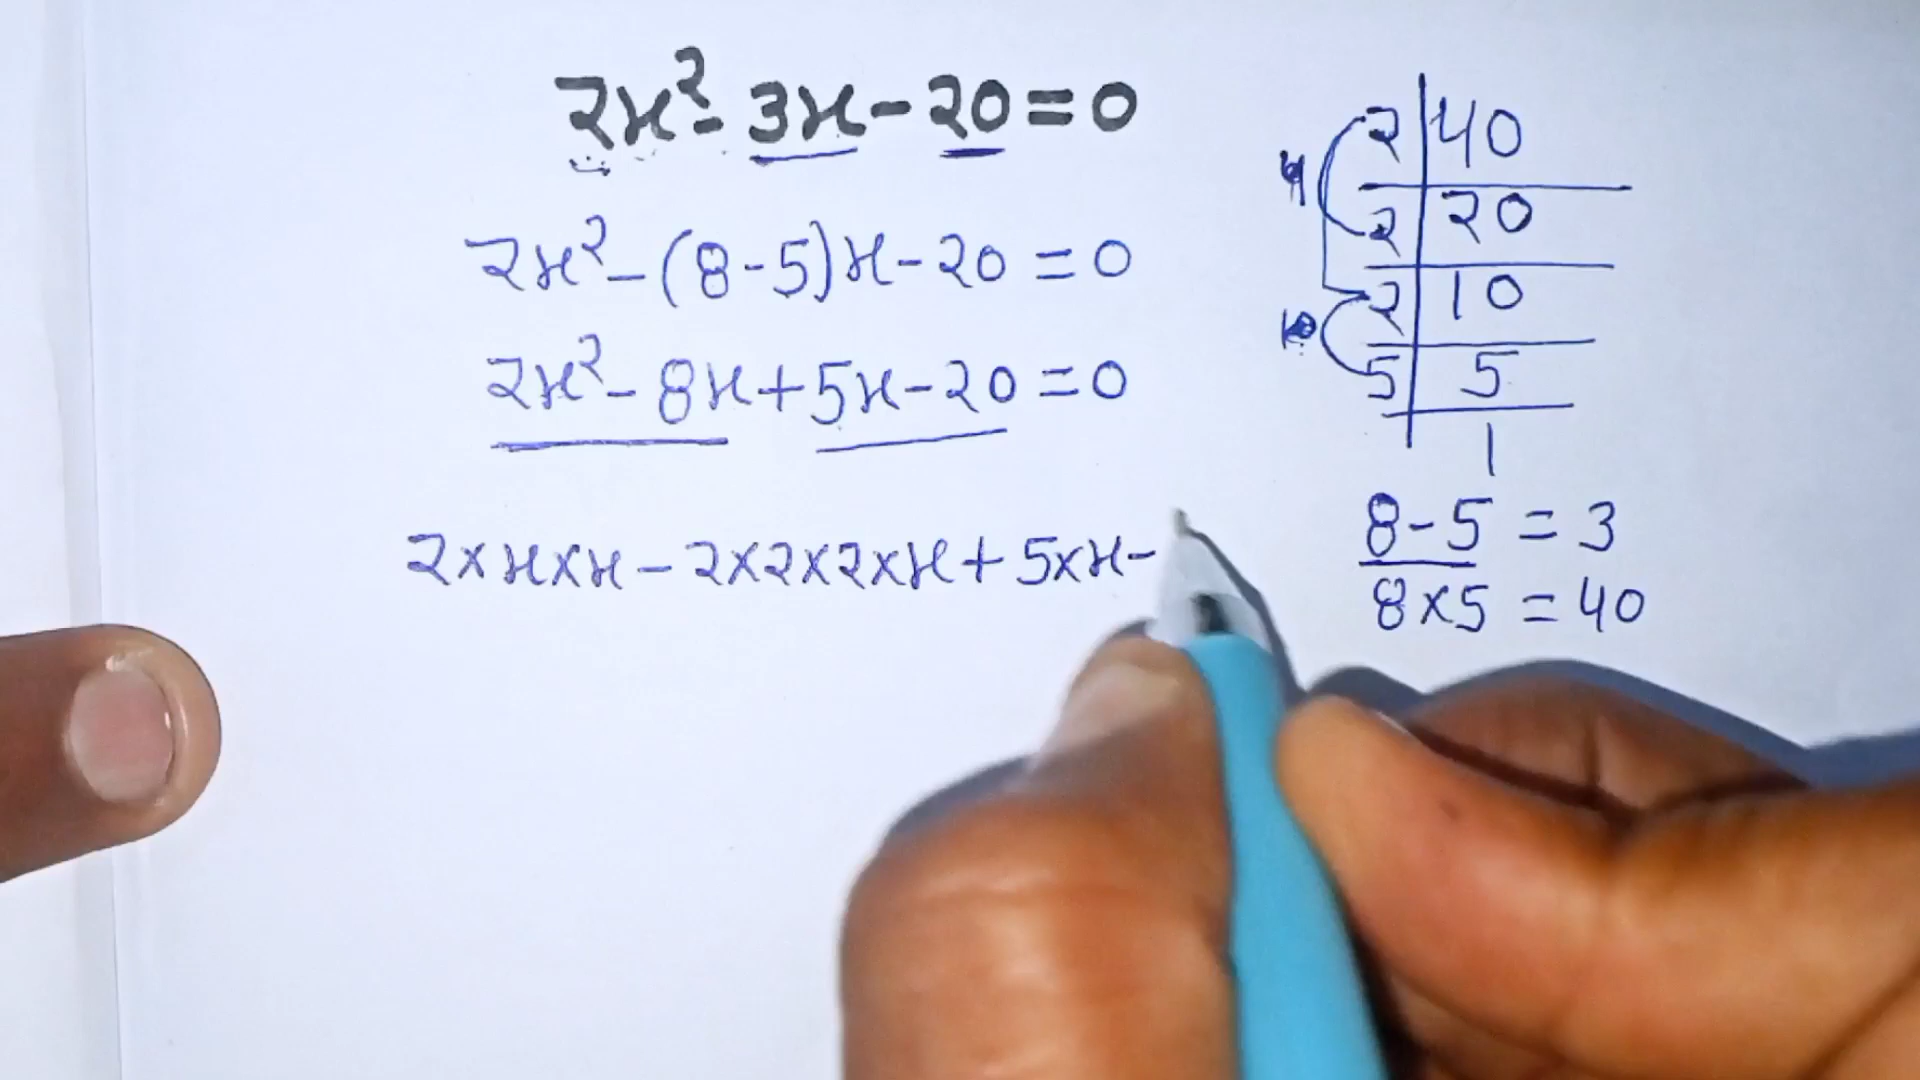 2x² - 3x - 20 = 0
2x² - (8 - 5)x - 20 = 0
2x² - 8x + 5x - 20 = 0
2 × x × x - 2 × 2 × 2 × x + 5 × x -
2 | 40
2 | 20
2 | 10
5 | 5
1
4
8 - 5 = 3
8 × 5 = 40